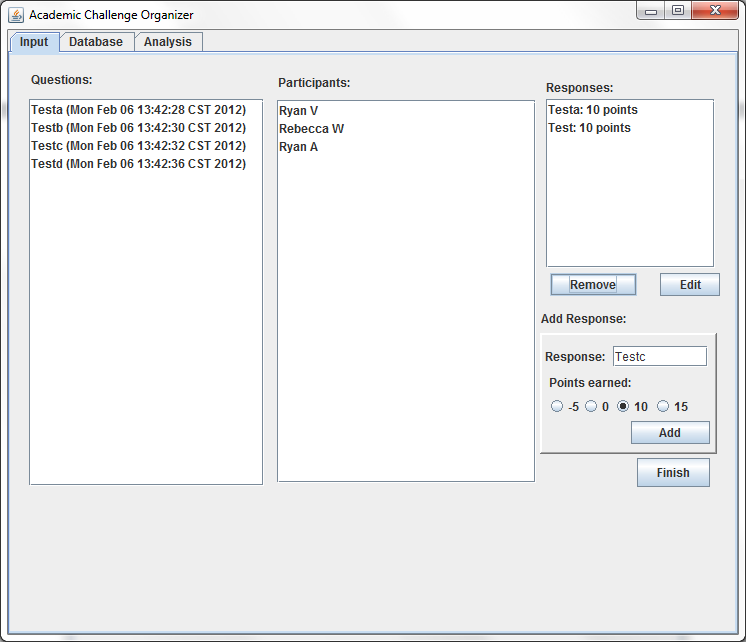 Academic Challenge Organizer
Input
Database
Analysis
Questions:
Testa (Mon Feb 06 13:42:28 CST 2012)
Testb (Mon Feb 06 13:42:30 CST 2012)
Testc (Mon Feb 06 13:42:32 CST 2012)
Testd (Mon Feb 06 13:42:36 CST 2012)
Participants:
Ryan V
Rebecca W
Ryan A
Responses:
Testa: 10 points
Test: 10 points
Remove
Edit
Add Response:
Response: Testc
Points earned:
-5 0 10 15
Add
Finish